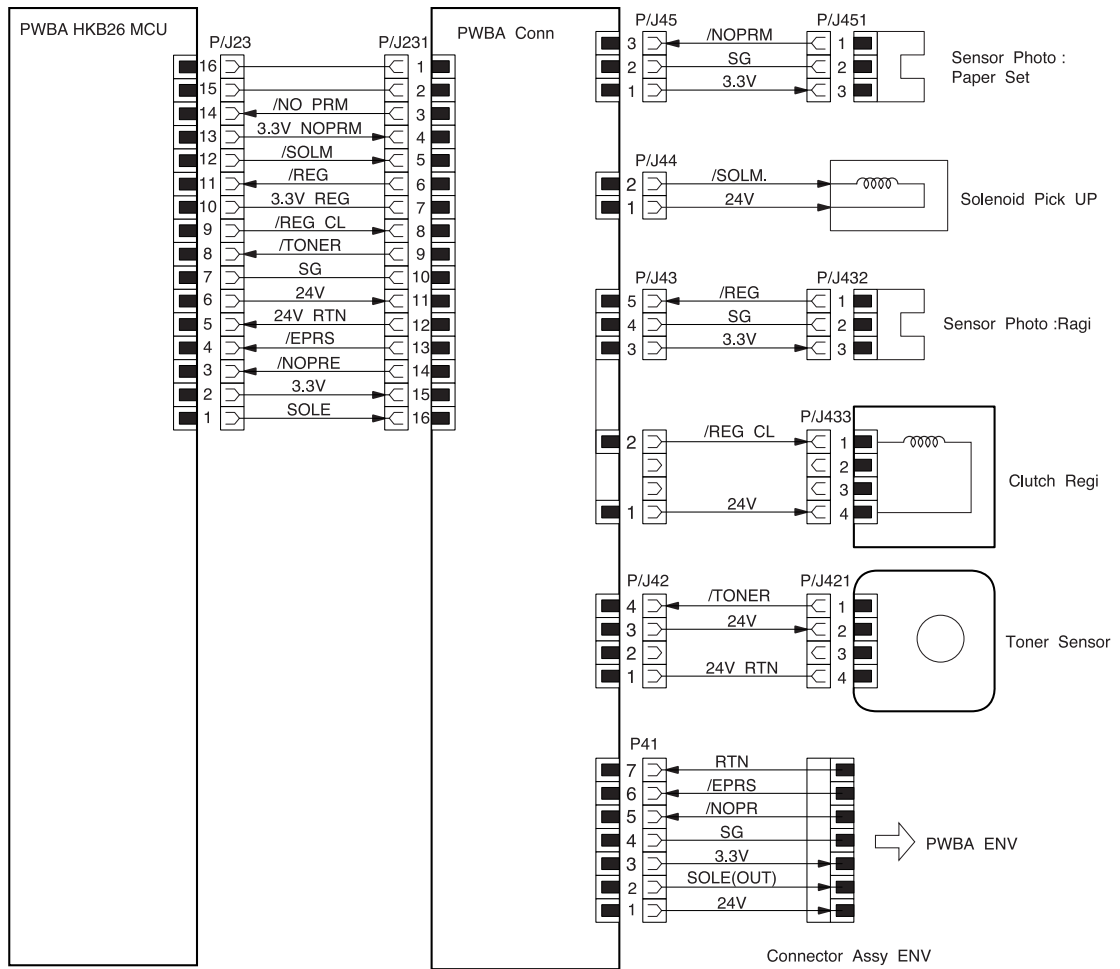 PWBA HKB26 MCU
P/J23
P/J231
PWBA Conn
16 1
15 2
14 /NO PRM 3
13 3.3V NOPRM 4
12 /SOLM 5
11 /REG 6
10 3.3V REG 7
9 /REG CL 8
8 /TONER 9
7 SG 10
6 24V 11
5 24V RTN 12
4 /EPRS 13
3 /NOPRE 14
2 3.3V 15
1 SOLE 16
P/J45 P/J451
3 /NOPRM 1
2 SG 2
1 3.3V 3
Sensor Photo :
Paper Set
P/J44
2 /SOLM.
1 24V
Solenoid Pick UP
P/J43 P/J432
5 /REG 1
4 SG 2
3 3.3V 3
Sensor Photo :Ragi
P/J433
2 /REG CL 1
2
3
1 24V 4
Clutch Regi
P/J42 P/J421
4 /TONER 1
3 24V 2
2 3
1 24V RTN 4
Toner Sensor
P41
7 RTN
6 /EPRS
5 /NOPR
4 SG
3 3.3V
2 SOLE(OUT)
1 24V
PWBA ENV
Connector Assy ENV